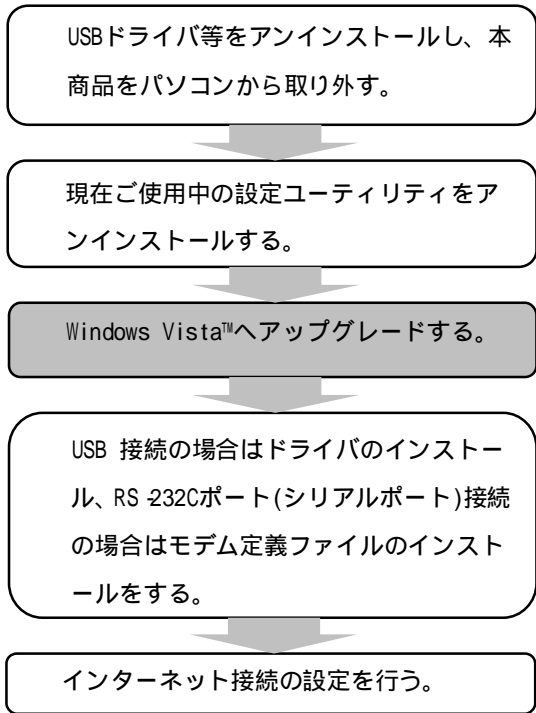 USBドライバ等をアンインストールし、本
商品をパソコンから取り外す。
現在ご使用中の設定ユーティリティをア
ンインストールする。
Windows Vista™へアップグレードする。
USB 接続の場合はドライバのインストー
ル、RS-232Cポート(シリアルポート)接続
の場合はモデム定義ファイルのインスト
ールをする。
インターネット接続の設定を行う。